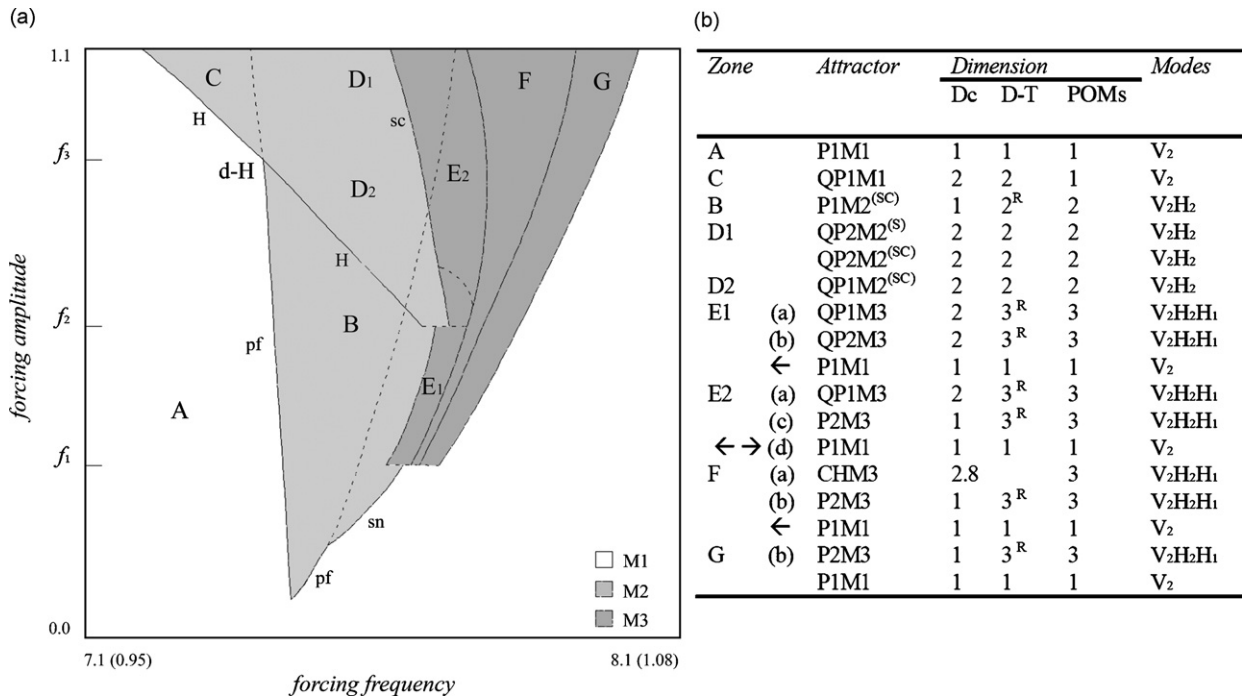 (a)
1.1
C
D1
F
G
H
sc
f3
d-H
E2
D2
H
forcing amplitude
f2
B
pf
E1
A
f1
sn
pf
M1
M2
M3
0.0
7.1 (0.95)
8.1 (1.08)
forcing frequency
(b)
Zone Attractor Dimension Modes
Dc D-T POMs
A P1M1 1 1 1 V2
C QP1M1 2 2 1 V2
B P1M2(SC) 1 2R 2 V2H2
D1 QP2M2(S) 2 2 2 V2H2
QP2M2(SC) 2 2 2 V2H2
D2 QP1M2(SC) 2 2 2 V2H2
E1 (a) QP1M3 2 3R 3 V2H2H1
(b) QP2M3 2 3R 3 V2H2H1
← P1M1 1 1 1 V2
E2 (a) QP1M3 2 3R 3 V2H2H1
(c) P2M3 1 3R 3 V2H2H1
←→ (d) P1M1 1 1 1 V2
F (a) CHM3 2.8 3 V2H2H1
(b) P2M3 1 3R 3 V2H2H1
← P1M1 1 1 1 V2
G (b) P2M3 1 3R 3 V2H2H1
P1M1 1 1 1 V2